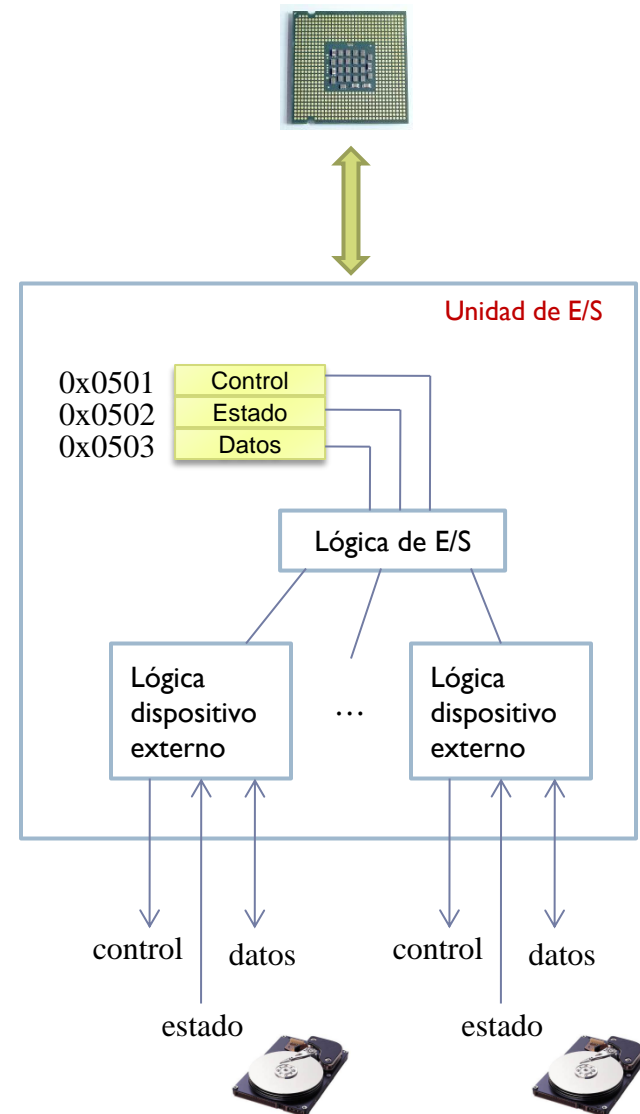 Unidad de E/S
0x0501 Control
0x0502 Estado
0x0503 Datos
Lógica de E/S
Lógica
dispositivo
externo
...
Lógica
dispositivo
externo
control
datos
control
datos
estado
estado